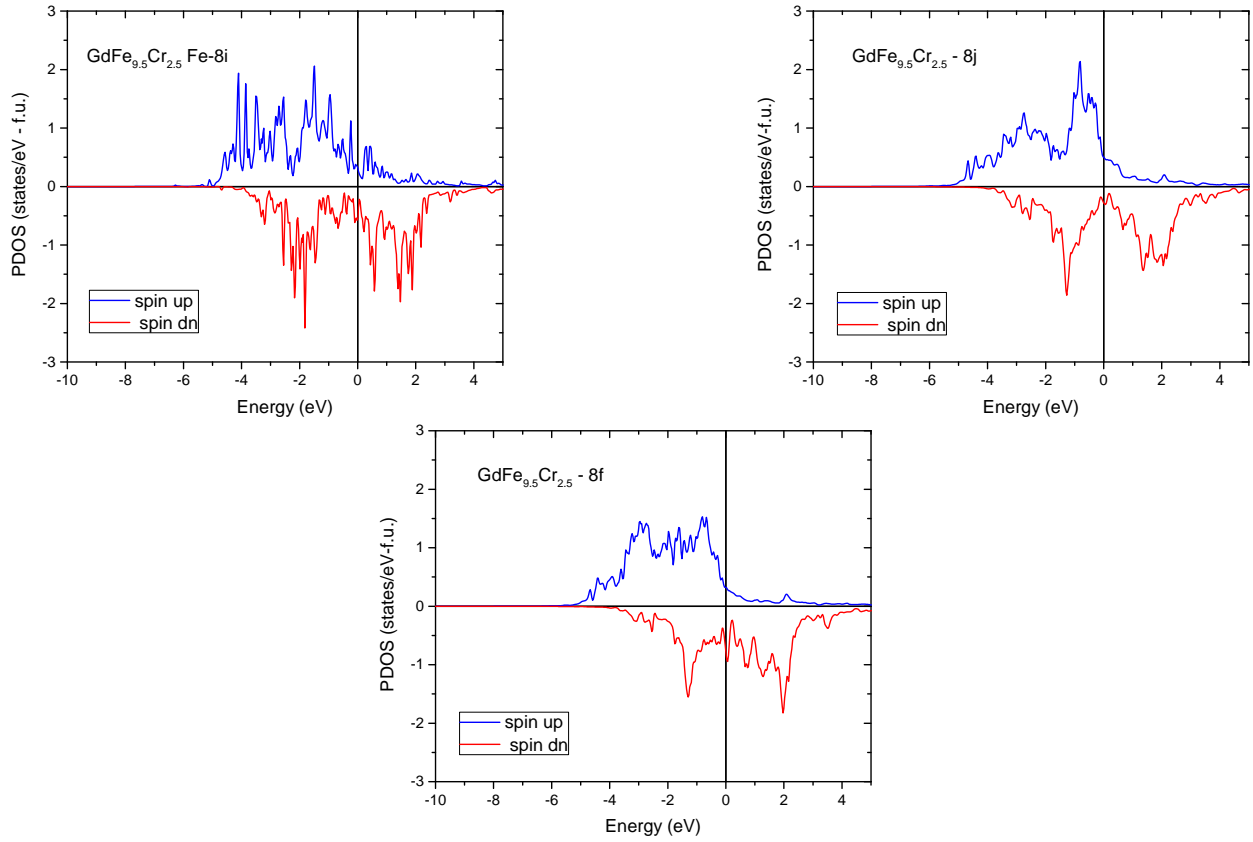 GdFe9.5Cr2.5 Fe-8i
PDOS (states/eV - f.u.)
3
2
1
0
-1
-2
-3
spin up
spin dn
-10 -8 -6 -4 -2 0 2 4
Energy (eV)
GdFe9.5Cr2.5 - 8j
PDOS (states/eV-f.u.)
3
2
1
0
-1
-2
-3
spin up
spin dn
-10 -8 -6 -4 -2 0 2 4
Energy (eV)
GdFe9.5Cr2.5 - 8f
PDOS (states/eV-f.u.)
3
2
1
0
-1
-2
-3
spin up
spin dn
-10 -8 -6 -4 -2 0 2 4
Energy (eV)